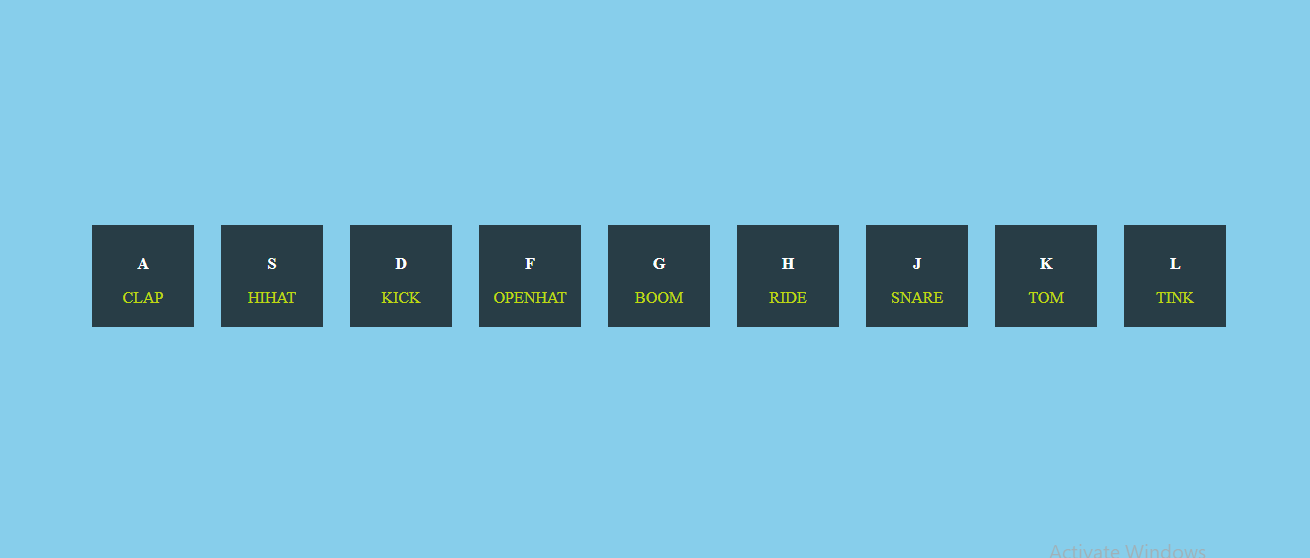 A S D F G H J K L
CLAP HIHAT KICK OPENHAT BOOM RIDE SNARE TOM TINK
Activate Windows